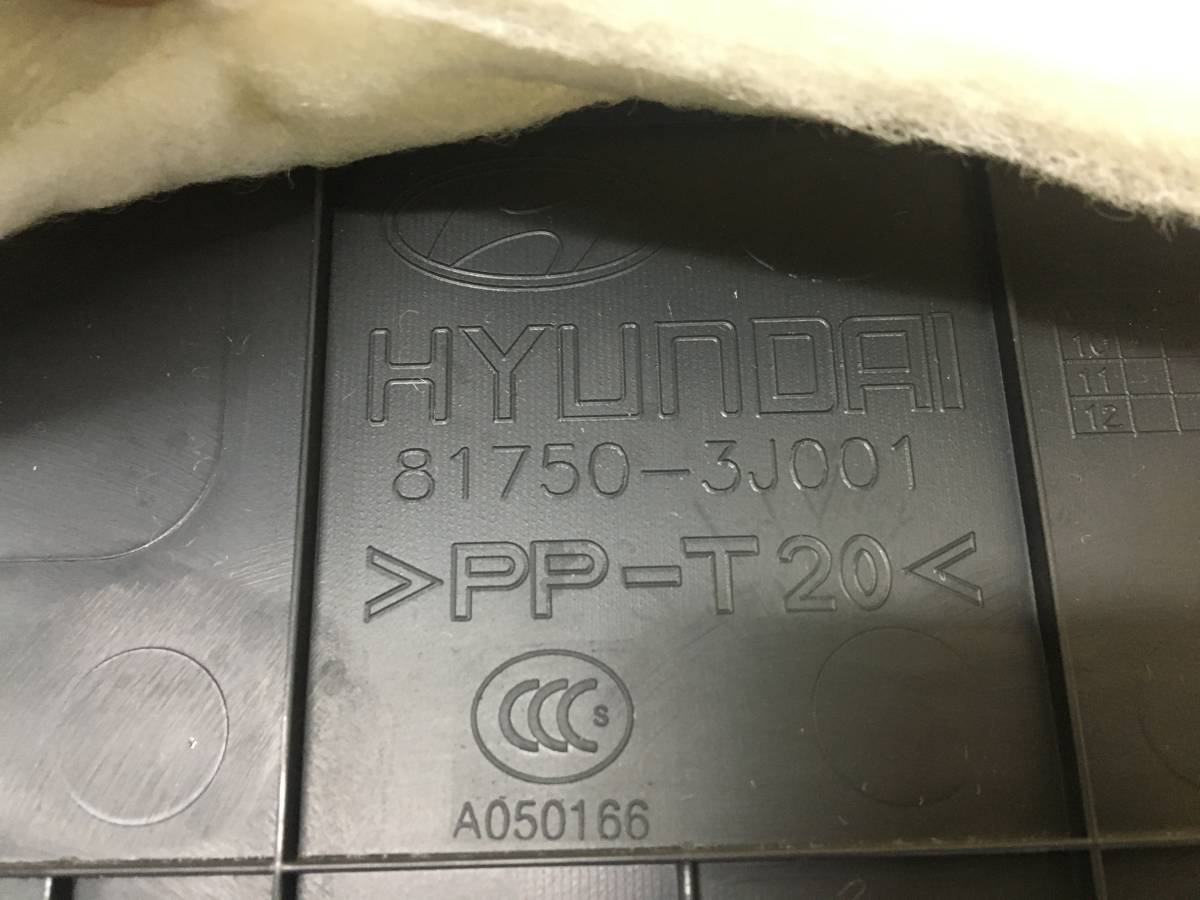 HYUNDAI
81750-3J001
>PP-T20<
CCC S
A050166
10
11
12